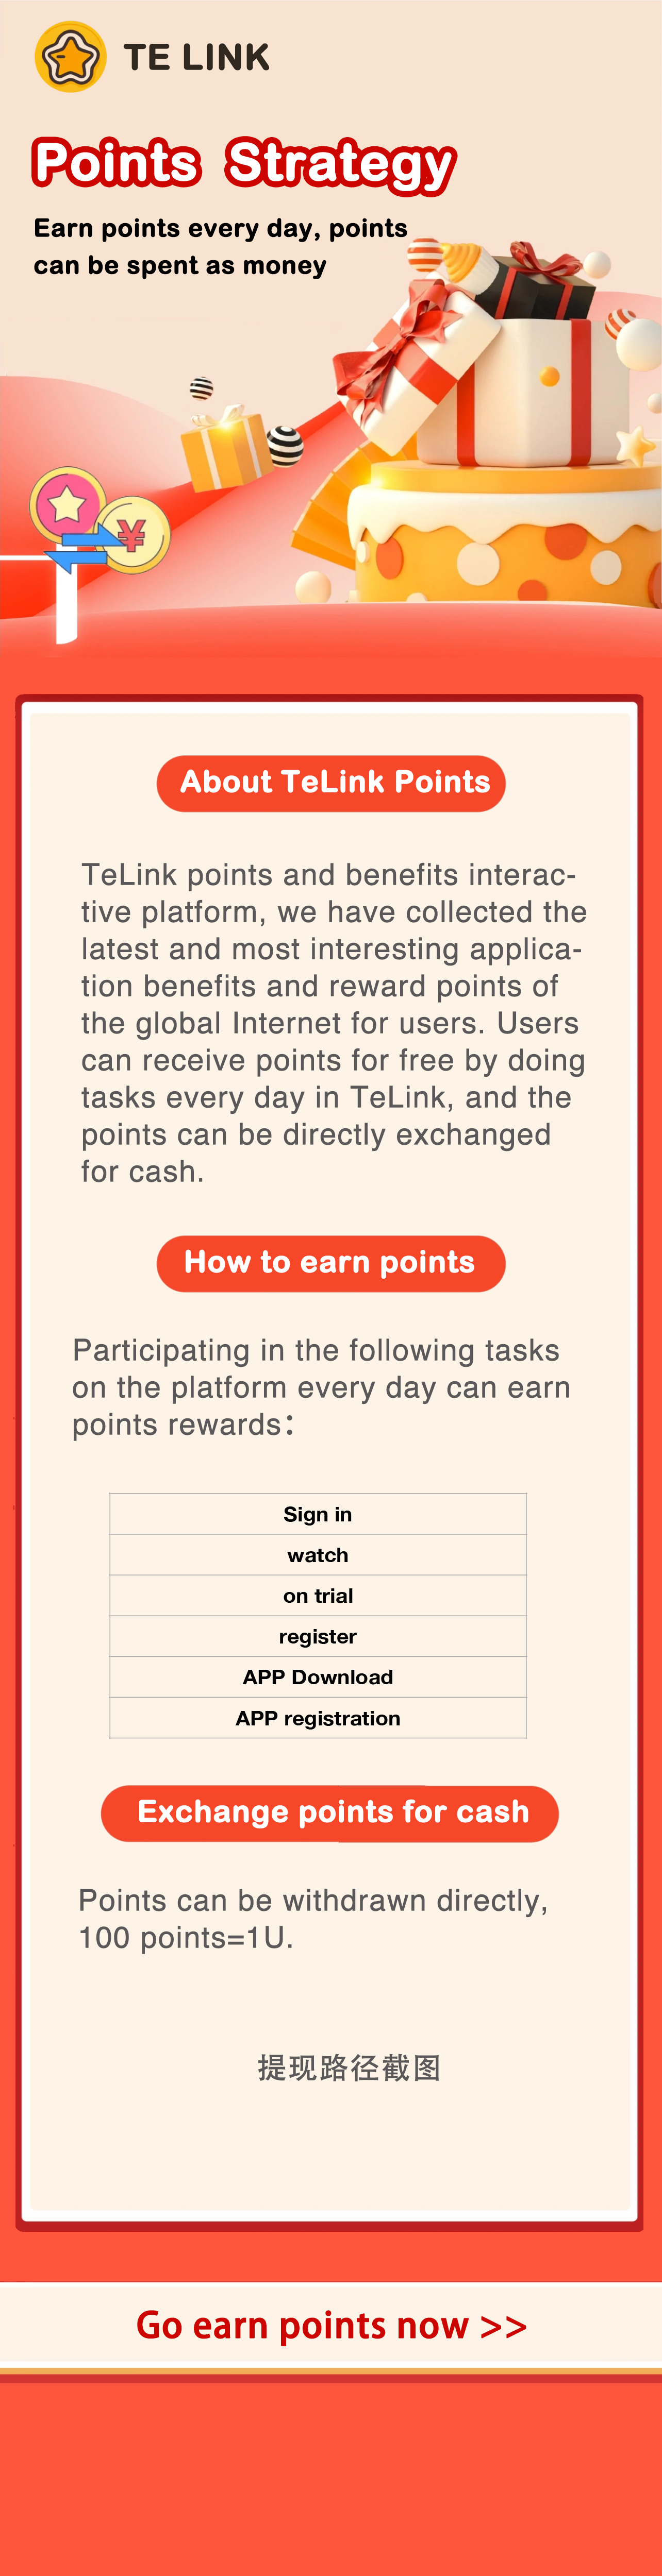 TE LINK
Points Strategy
Earn points every day, points
can be spent as money
¥
About TeLink Points
TeLink points and benefits interac-
tive platform, we have collected the
latest and most interesting applica-
tion benefits and reward points of
the global Internet for users. Users
can receive points for free by doing
tasks every day in TeLink, and the
points can be directly exchanged
for cash.
How to earn points
Participating in the following tasks
on the platform every day can earn
points rewards：
Sign in
watch
on trial
register
APP Download
APP registration
Exchange points for cash
Points can be withdrawn directly,
100 points=1U.
提现路径截图
Go earn points now >>